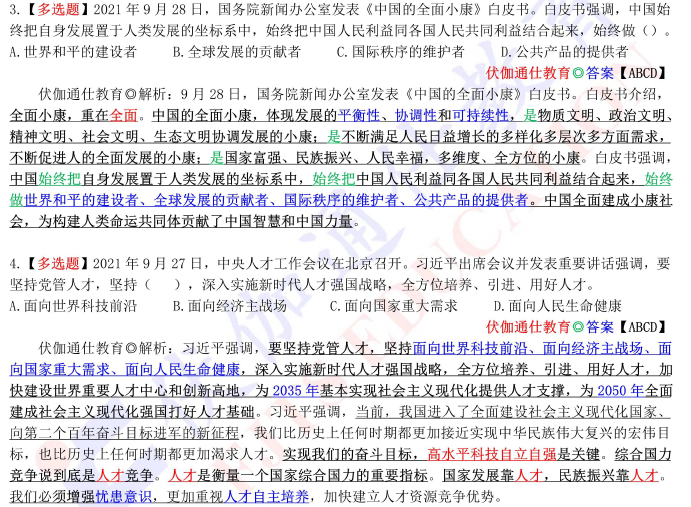 3.【多选题】2021 年 9 月 28 日，国务院新闻办公室发表《中国的全面小康》白皮书。白皮书强调，中国始
终把自身发展置于人类发展的坐标系中，始终把中国人民利益同各国人民共同利益结合起来，始终做（）。
A.世界和平的建设者 B.全球发展的贡献者 C.国际秩序的维护者 D.公共产品的提供者
伏伽通仕教育◎答案【ABCD】
伏伽通仕教育◎解析：9 月 28 日，国务院新闻办公室发表《中国的全面小康》白皮书。白皮书介绍，
全面小康，重在全面。中国的全面小康，体现发展的平衡性、协调性和可持续性，是物质文明、政治文明、
精神文明、社会文明、生态文明协调发展的小康；是不断满足人民日益增长的多样化多层次多方面需求，
不断促进人的全面发展的小康；是国家富强、民族振兴、人民幸福，多维度、全方位的小康。白皮书强调，
中国始终把自身发展置于人类发展的坐标系中，始终把中国人民利益同各国人民共同利益结合起来，始终
做世界和平的建设者、全球发展的贡献者、国际秩序的维护者、公共产品的提供者。中国全面建成小康社
会，为构建人类命运共同体贡献了中国智慧和中国力量。
4.【多选题】2021 年 9 月 27 日，中央人才工作会议在北京召开。习近平出席会议并发表重要讲话强调，要
坚持党管人才，坚持（ ），深入实施新时代人才强国战略，全方位培养、引进、用好人才。
A.面向世界科技前沿 B.面向经济主战场 C.面向国家重大需求 D.面向人民生命健康
伏伽通仕教育◎答案【ABCD】
伏伽通仕教育◎解析：习近平强调，要坚持党管人才，坚持面向世界科技前沿、面向经济主战场、面
向国家重大需求、面向人民生命健康，深入实施新时代人才强国战略，全方位培养、引进、用好人才，加
快建设世界重要人才中心和创新高地，为 2035 年基本实现社会主义现代化提供人才支撑，为 2050 年全面
建成社会主义现代化强国打好人才基础。习近平强调，当前，我国进入了全面建设社会主义现代化国家、
向第二个百年奋斗目标进军的新征程，我们比历史上任何时期都更加接近实现中华民族伟大复兴的宏伟目
标，也比历史上任何时期都更加渴求人才。实现我们的奋斗目标，高水平科技自立自强是关键。综合国力
竞争说到底是人才竞争。人才是衡量一个国家综合国力的重要指标。国家发展靠人才，民族振兴靠人才。
我们必须增强忧患意识，更加重视人才自主培养，加快建立人才资源竞争优势。